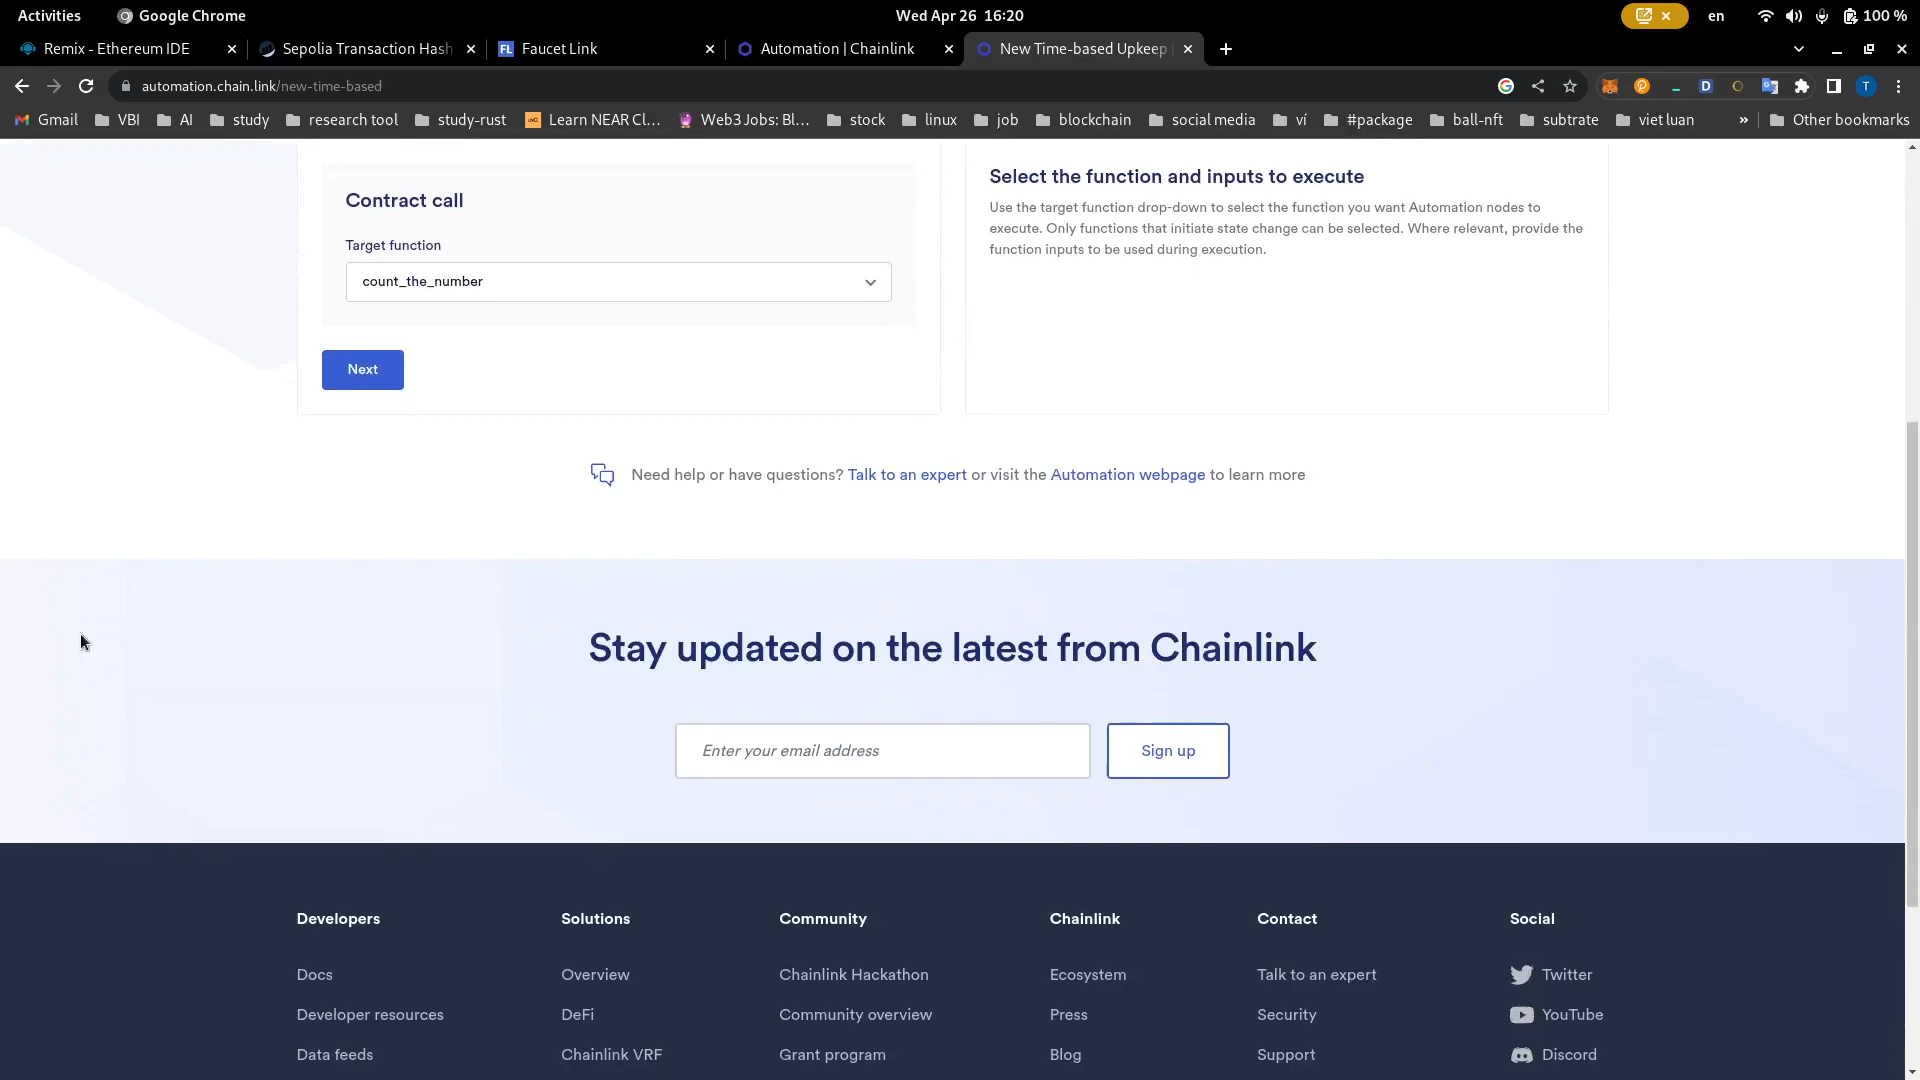 Activities
Google Chrome
Wed Apr 26 16:20
en
100 %
Remix - Ethereum IDE
Sepolia Transaction Hash
Faucet Link
Automation | Chainlink
New Time-based Upkeep
automation.chain.link/new-time-based
Gmail
VBI
AI
study
research tool
study-rust
Learn NEAR Cl...
Web3 Jobs: Bl...
stock
linux
job
blockchain
social media
ví
#package
ball-nft
subtrate
viet luan
»
Other bookmarks
Contract call
Target function
count_the_number
Next
Select the function and inputs to execute
Use the target function drop-down to select the function you want Automation nodes to
execute. Only functions that initiate state change can be selected. Where relevant, provide the
function inputs to be used during execution.
Need help or have questions? Talk to an expert or visit the Automation webpage to learn more
Stay updated on the latest from Chainlink
Enter your email address
Sign up
Developers
Docs
Developer resources
Data feeds
Solutions
Overview
DeFi
Chainlink VRF
Community
Chainlink Hackathon
Community overview
Grant program
Chainlink
Ecosystem
Press
Blog
Contact
Talk to an expert
Security
Support
Social
Twitter
YouTube
Discord